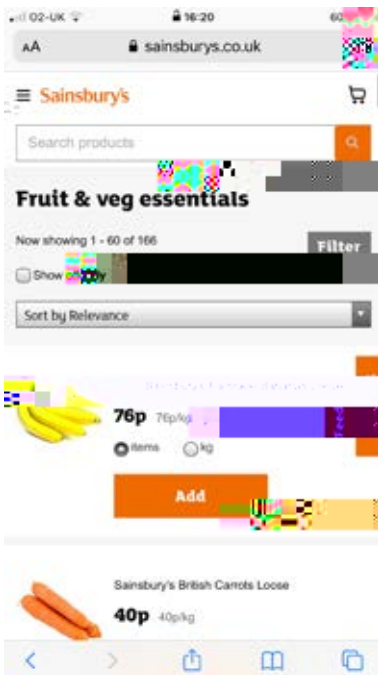 O2-UK 16:20 60
AA sainsburys.co.uk
Sainsbury's
Search products
Fruit & veg essentials
Now showing 1 - 60 of 166
Filter
Show
Sort by Relevance
76p 76p/kg
Feed
items kg
Add
Sainsbury's British Carrots Loose
40p 40p/kg